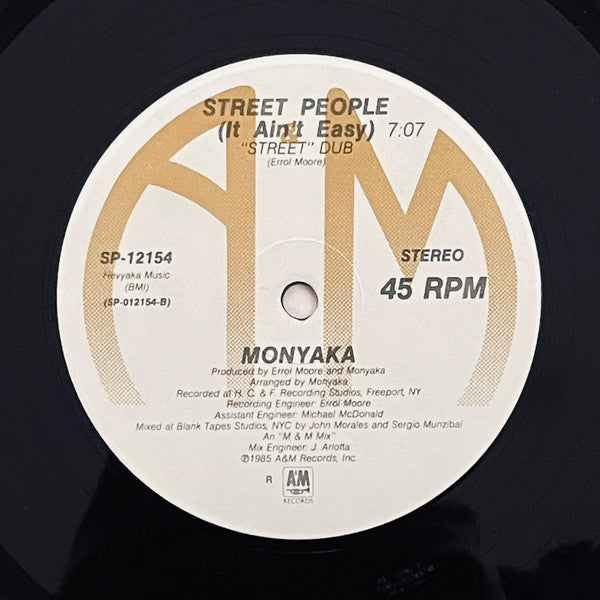 STREET PEOPLE
(It Ain't Easy) 7:07
"STREET" DUB
(Errol Moore)
A&M
SP-12154
Hevyaka Music
(BMI)
(SP-012154-B)
STEREO
45 RPM
MONYAKA
Produced by Errol Moore and Monyaka
Arranged by Monyaka
Recorded at H. C. & F. Recording Studios, Freeport, NY
Recording Engineer: Errol Moore
Assistant Engineer: Michael McDonald
Mixed at Blank Tapes Studios, NYC by John Morales and Sergio Munzibai
An "M & M Mix"
Mix Engineer: J. Arlotta
℗1985 A&M Records, Inc.
R
A&M
RECORDS